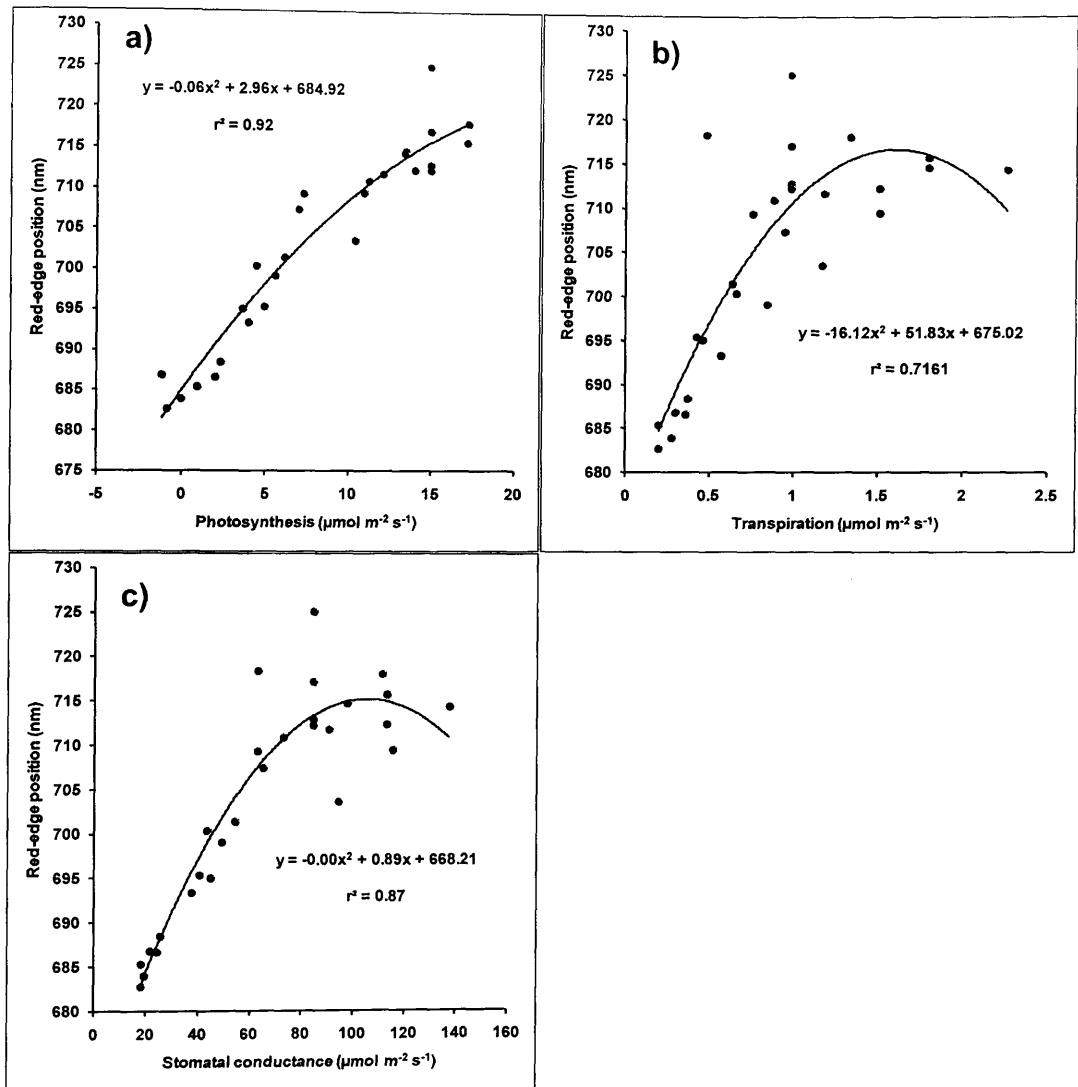 a)
730
725
720
715
710
705
700
695
690
685
680
675
Red-edge position (nm)
y = -0.06x² + 2.96x + 684.92
r² = 0.92
-5 0 5 10 15 20
Photosynthesis (µmol m⁻² s⁻¹)
b)
730
725
720
715
710
705
700
695
690
685
680
Red-edge position (nm)
y = -16.12x² + 51.83x + 675.02
r² = 0.7161
0 0.5 1 1.5 2 2.5
Transpiration (µmol m⁻² s⁻¹)
c)
730
725
720
715
710
705
700
695
690
685
680
Red-edge position (nm)
y = -0.00x² + 0.89x + 668.21
r² = 0.87
0 20 40 60 80 100 120 140 160
Stomatal conductance (µmol m⁻² s⁻¹)